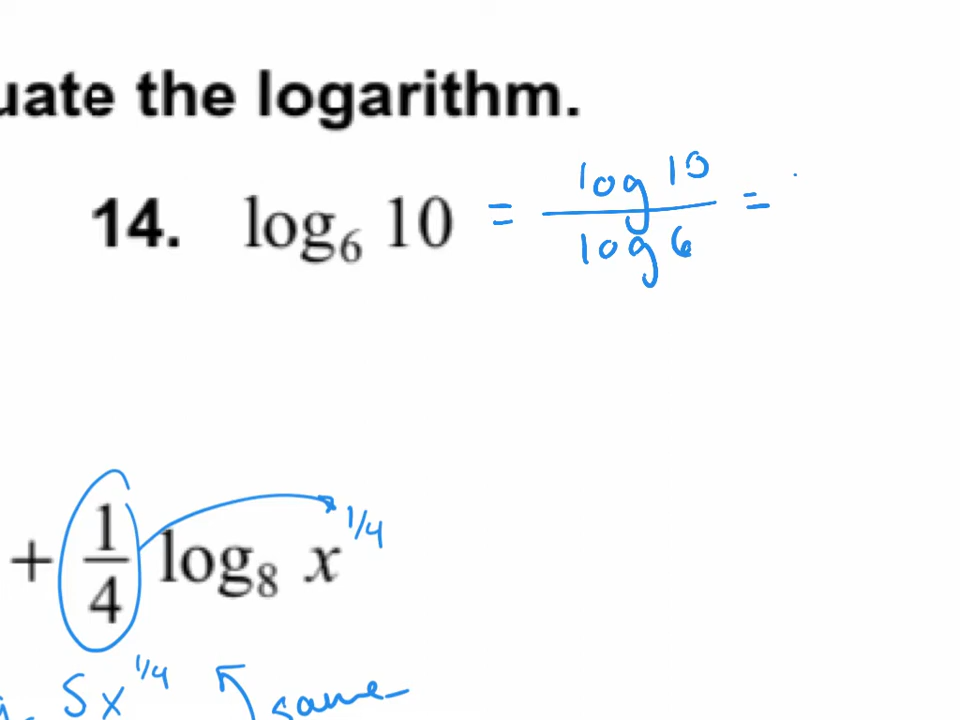 uate the logarithm.
14. log₆ 10 = log 10 / log 6 =
+ 1/4 log₈ x 1/4
5x 1/4 same